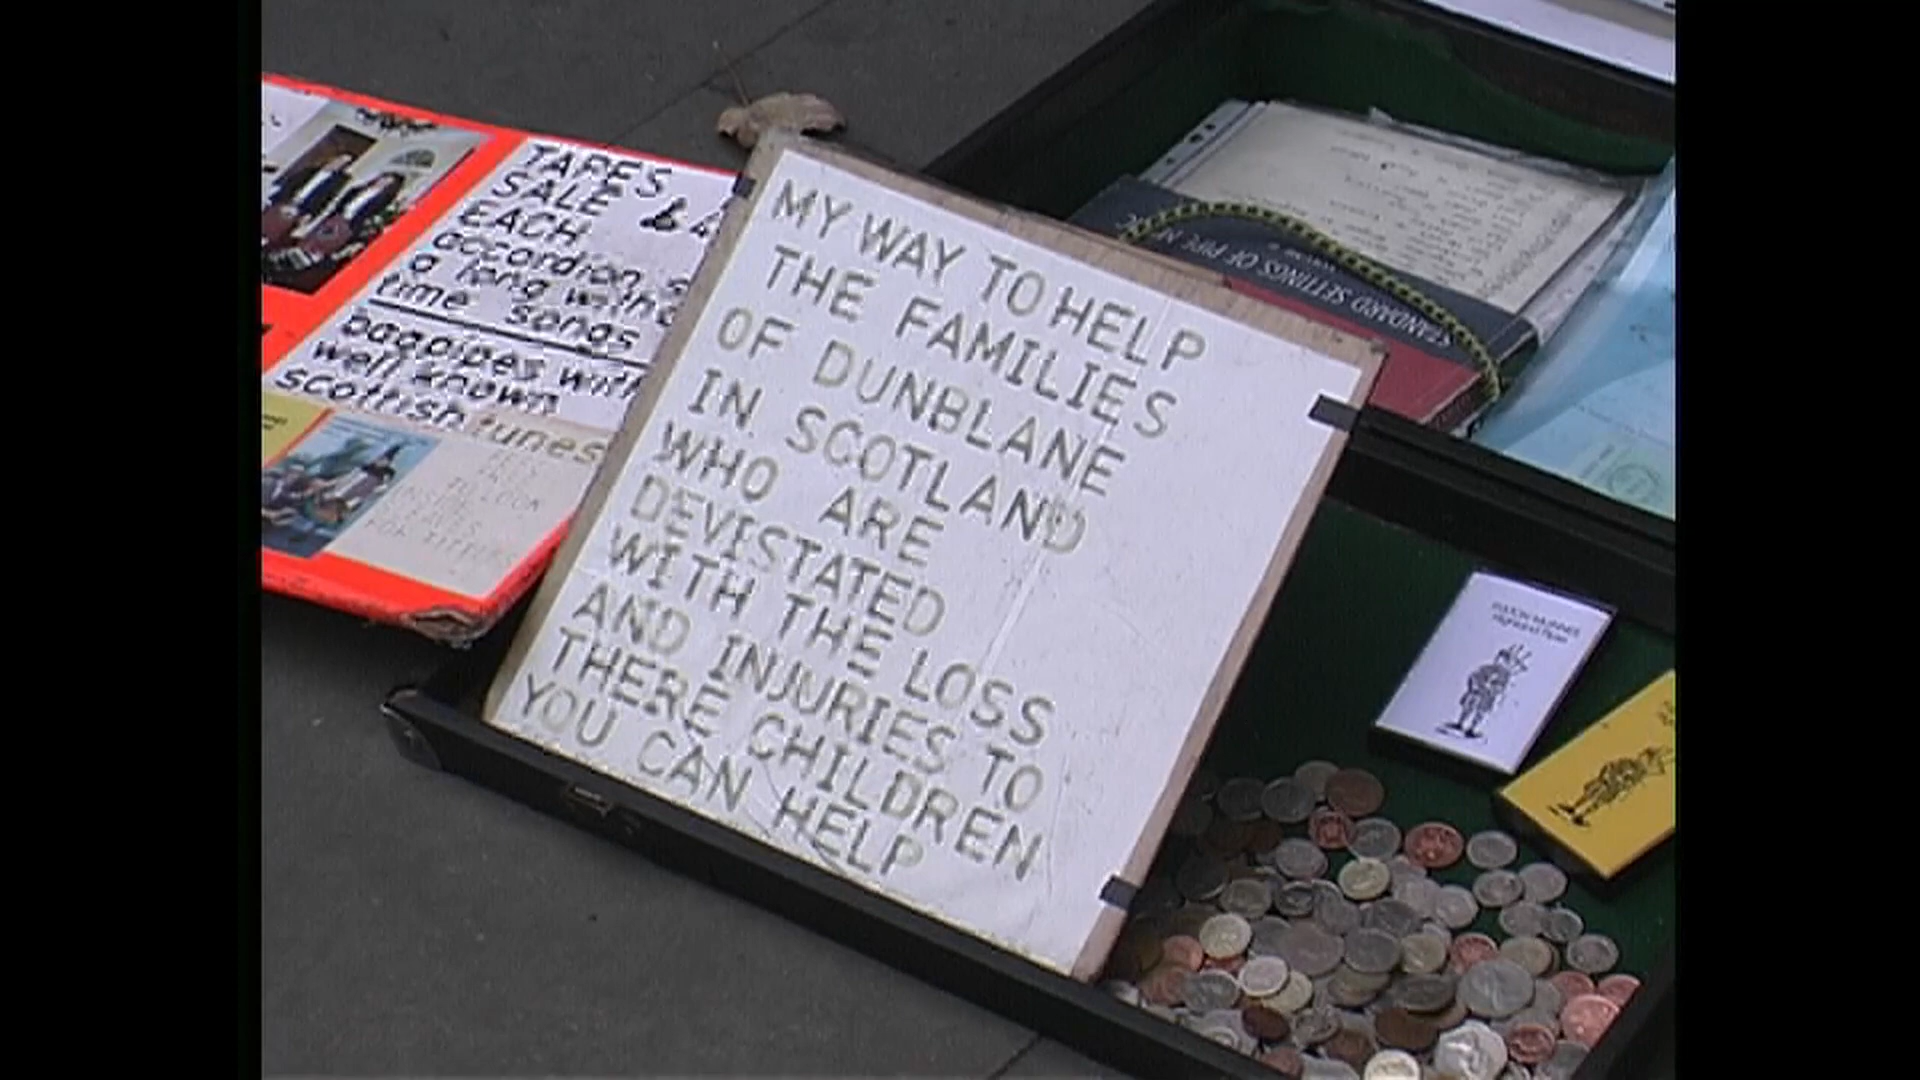 TAPES
SALE &
EACH
accordion
a long with
time songs
bagpipes with
well known
scottish tunes
MY WAY TO HELP
THE FAMILIES
OF DUNBLANE
IN SCOTLAND
WHO ARE
DEVISTATED
WITH THE LOSS
AND INJURIES TO
THERE CHILDREN
YOU CAN HELP
STANDARD SETTINGS OF PIPE